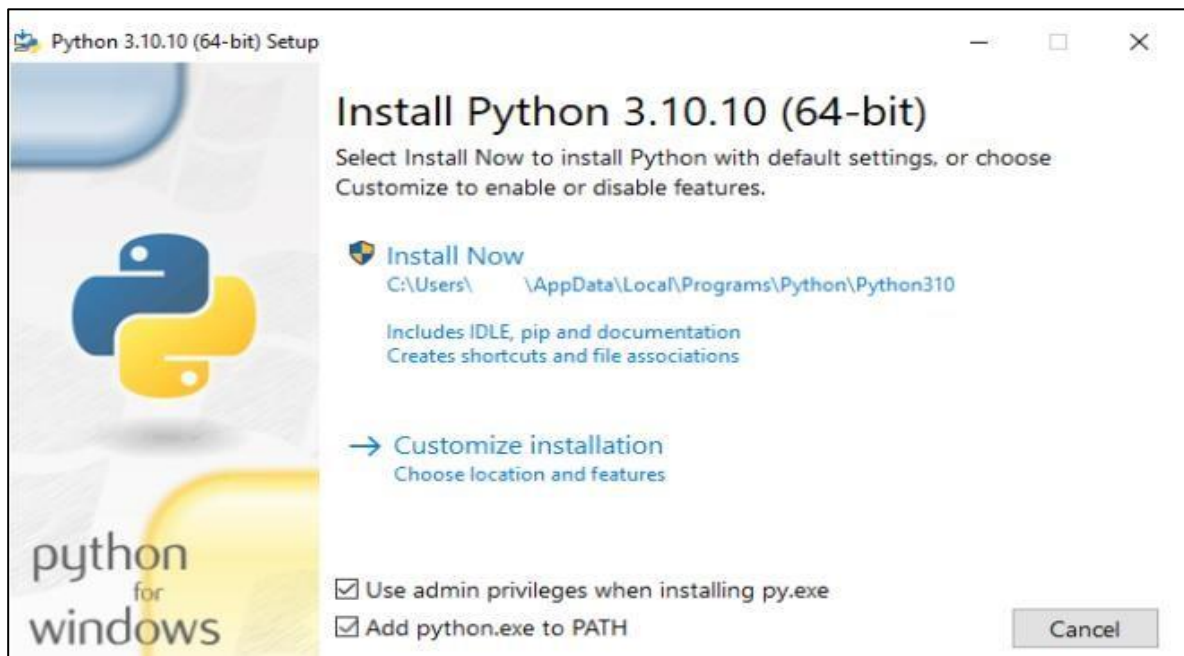 Python 3.10.10 (64-bit) Setup
Install Python 3.10.10 (64-bit)
Select Install Now to install Python with default settings, or choose
Customize to enable or disable features.
Install Now
C:\Users\ \AppData\Local\Programs\Python\Python310
Includes IDLE, pip and documentation
Creates shortcuts and file associations
Customize installation
Choose location and features
python
for
windows
Use admin privileges when installing py.exe
Add python.exe to PATH
Cancel